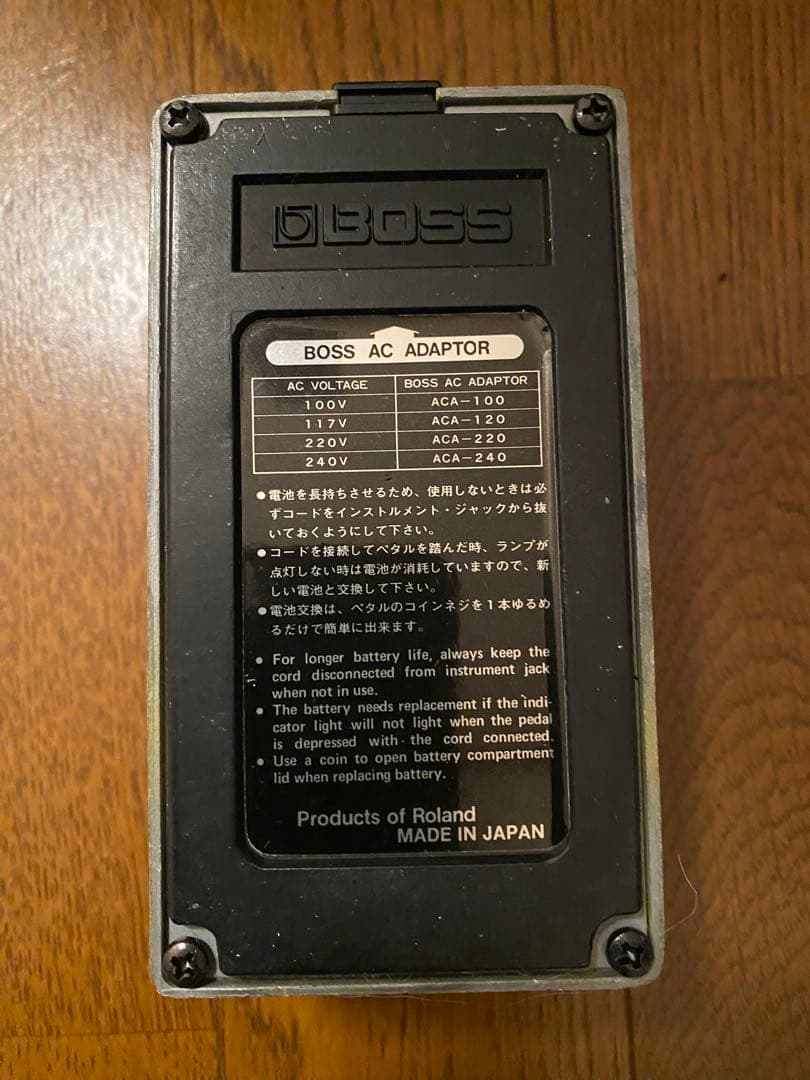 BOSS
BOSS AC ADAPTOR
AC VOLTAGE BOSS AC ADAPTOR
100V ACA-100
117V ACA-120
220V ACA-220
240V ACA-240
●電池を長持ちさせるため、使用しないときは必
ずコードをインストルメント・ジャックから抜
いておくようにして下さい。
●コードを接続してペタルを踏んだ時、ランプが
点灯しない時は電池が消耗していますので、新
しい電池と交換して下さい。
●電池交換は、ペタルのコインネジを1本ゆるめ
るだけで簡単に出来ます。
● For longer battery life, always keep the
cord disconnected from instrument jack
when not in use.
● The battery needs replacement if the indi-
cator light will not light when the pedal
is depressed with the cord connected.
● Use a coin to open battery compartment
lid when replacing battery.
Products of Roland
MADE IN JAPAN